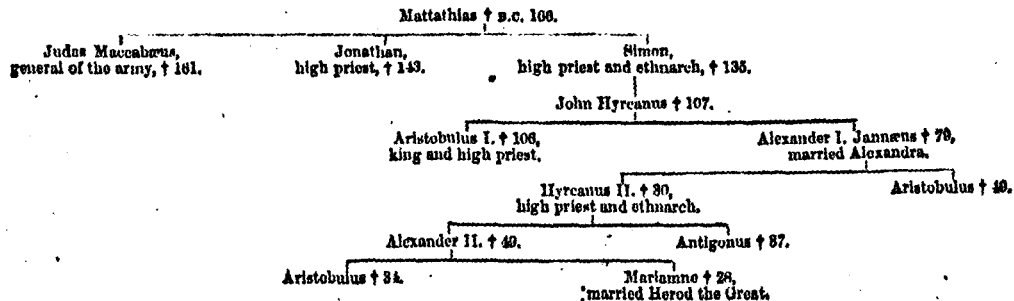 Mattathias † B.C. 166.
Judas Maccabæus,
general of the army, † 161.
Jonathan,
high priest, † 143.
Simon,
high priest and ethnarch, † 135.
John Hyrcanus † 107.
Aristobulus I. † 106,
king and high priest.
Alexander I. Jannæus † 79,
married Alexandra.
Hyrcanus II. † 30,
high priest and ethnarch.
Aristobulus † 49.
Alexander II. † 49.
Antigonus † 37.
Aristobulus † 34.
Mariamne † 28,
married Herod the Great.